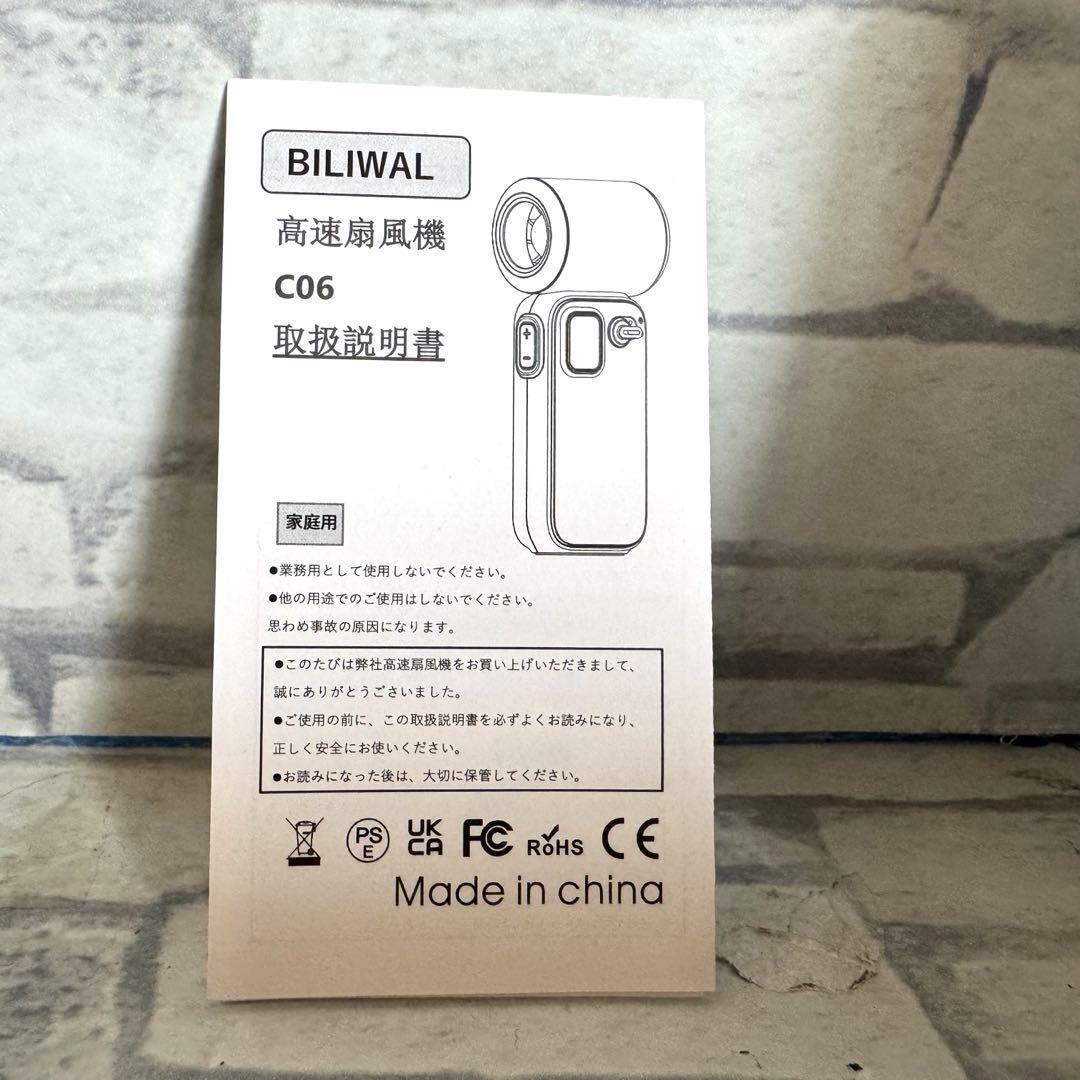 BILIWAL
高速扇風機
C06
取扱説明書
+
-
家庭用
●業務用として使用しないでください。
●他の用途でのご使用はしないでください。
思わめ事故の原因になります。
●このたびは弊社高速扇風機をお買い上げいただきまして、
誠にありがとうごさいました。
●ご使用の前に、この取扱説明書を必ずよくお読みになり、
正しく安全にお使いください。
●お読みになった後は、大切に保管してください。
PS
E
UK
CA
FC
RoHS
CE
Made in china